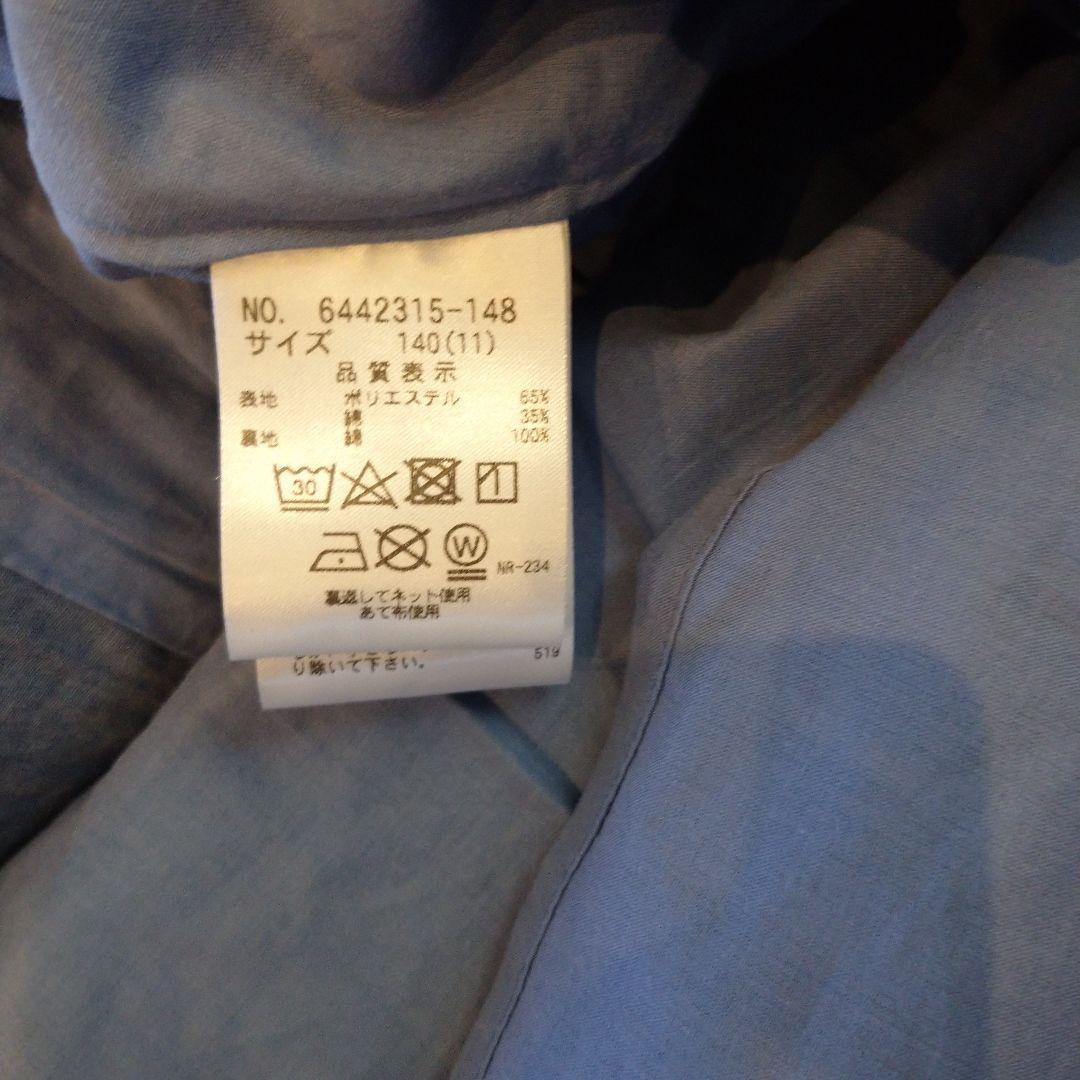 NO. 6442315-148
サイズ 140(11)
品質表示
表地 ポリエステル 65%
綿 35%
裏地 綿 100%
30
W
NR-234
裏返してネット使用
あて布使用
り除いて下さい。
519